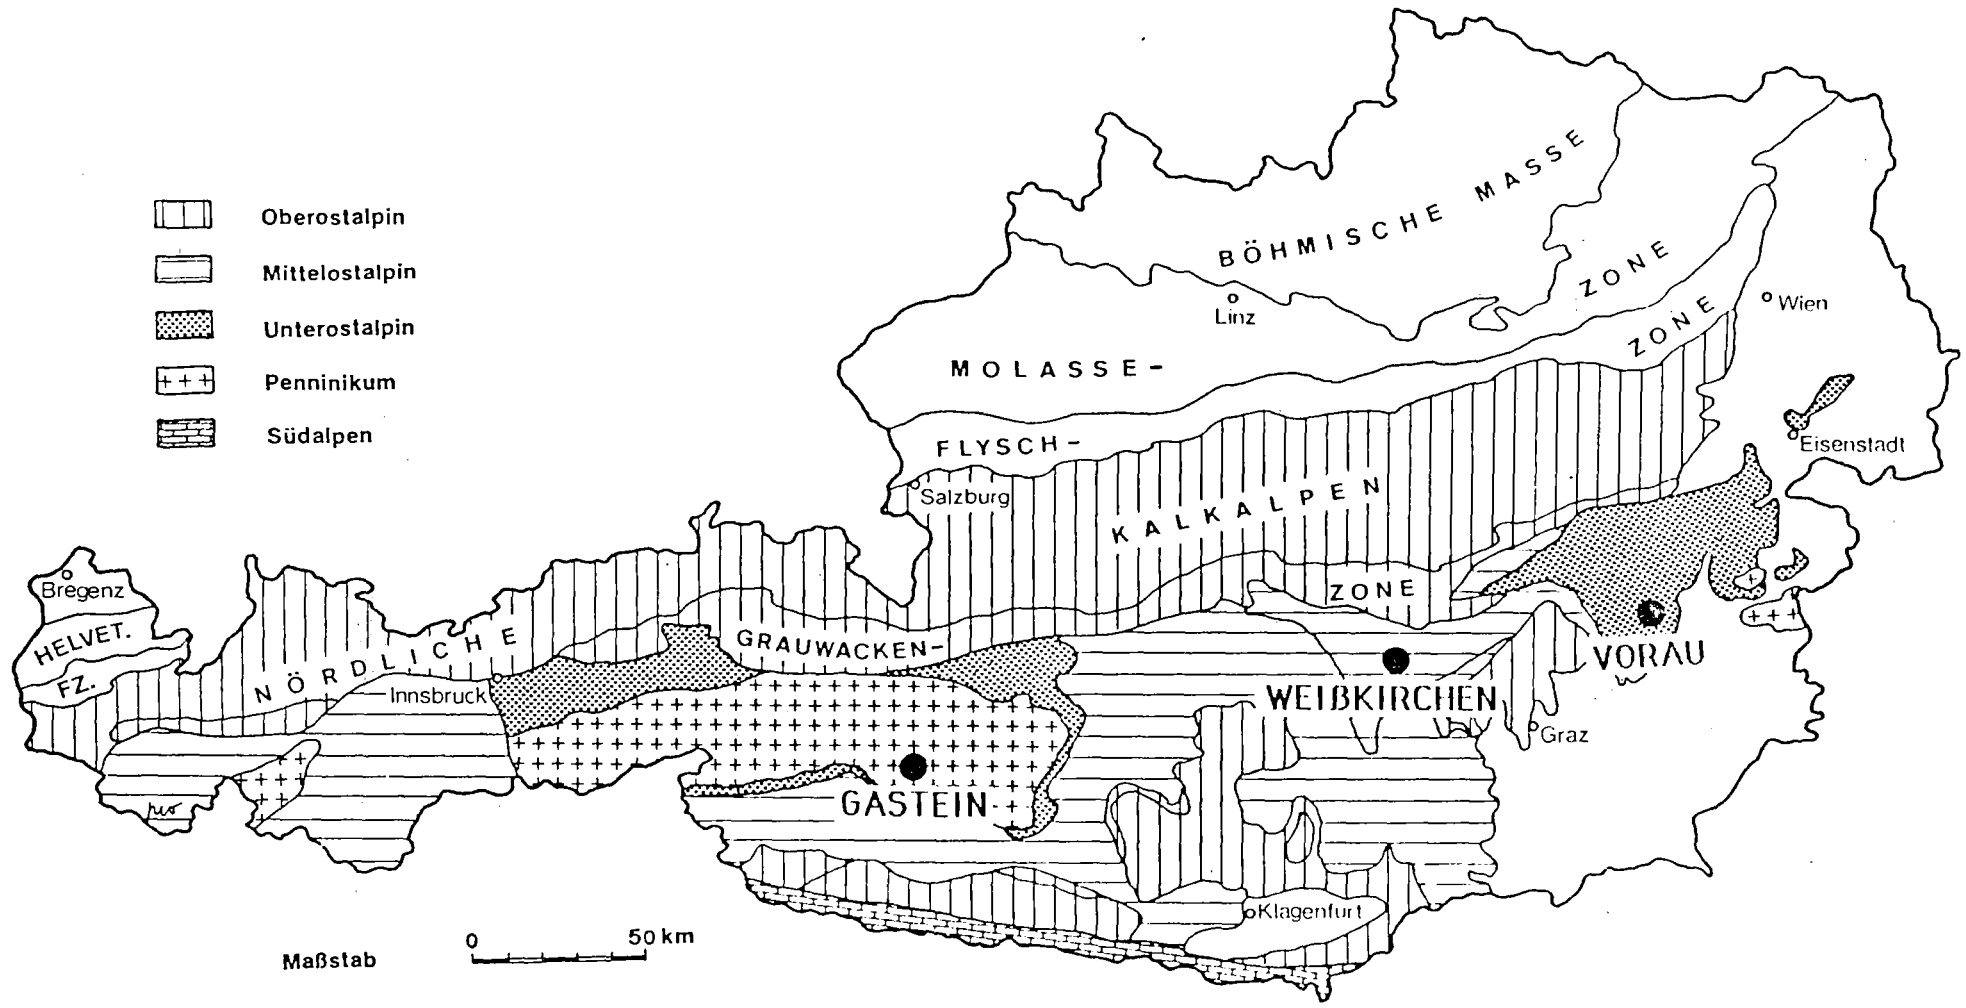 Oberostalpin
Mittelostalpin
Unterostalpin
Penninikum
Südalpen
BÖHMISCHE MASSE
Linz
MOLASSE- ZONE
Wien
FLYSCH- ZONE
Salzburg
Eisenstadt
NÖRDLICHE KALKALPEN
Bregenz
HELVET.
FZ.
Innsbruck
GRAUWACKEN- ZONE
VORAU
WEIßKIRCHEN
Graz
GASTEIN
Klagenfurt
Maßstab
0 50 km